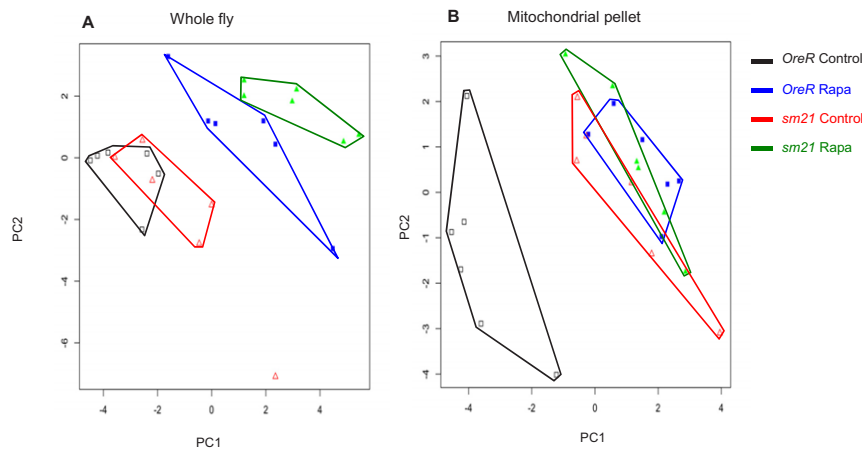 A
Whole fly
PC2
2
0
-2
-4
-6
-4
-2
0
2
4
PC1
B
Mitochondrial pellet
PC2
3
2
1
0
-1
-2
-3
-4
-4
-2
0
2
4
PC1
OreR Control
OreR Rapa
sm21 Control
sm21 Rapa